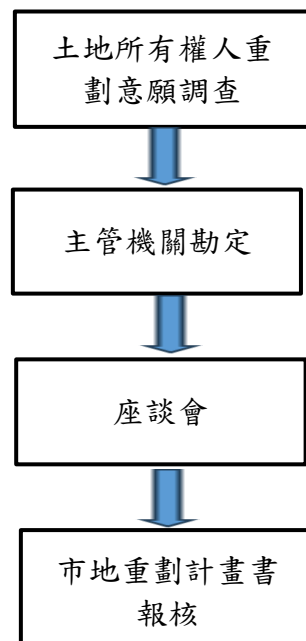 土地所有權人重
劃意願調查
主管機關勘定
座談會
市地重劃計畫書
報核